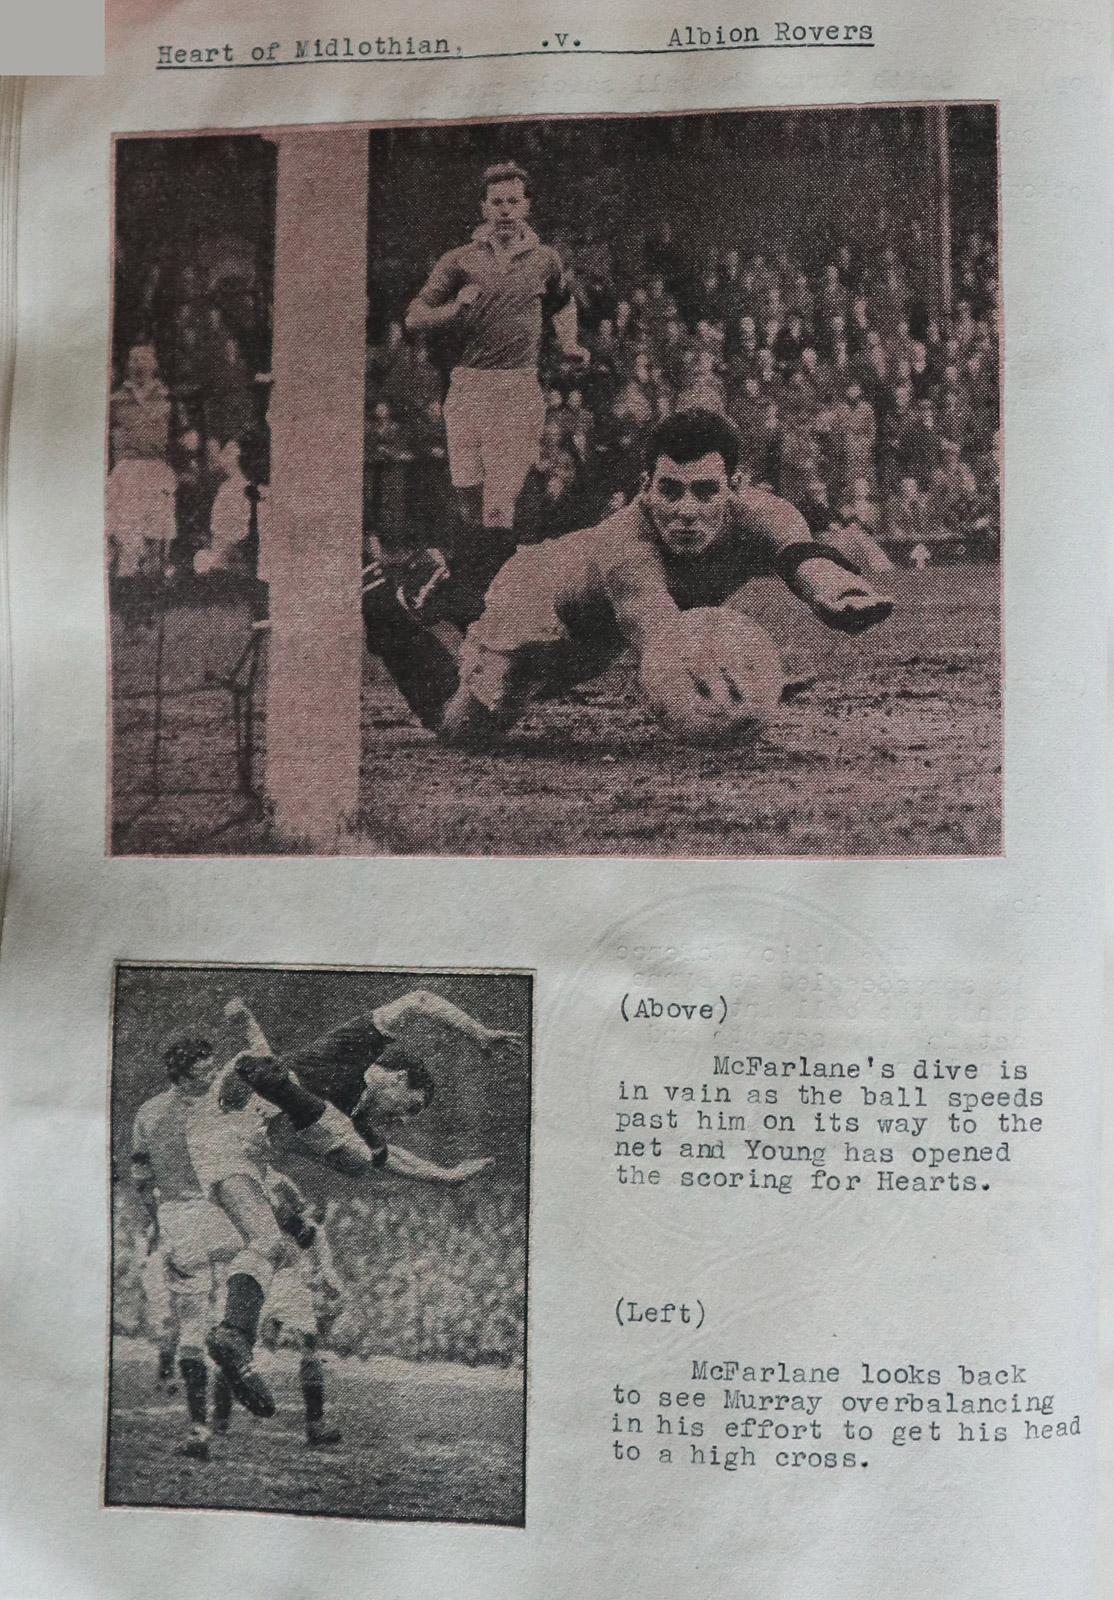 Heart of Midlothian, .v. Albion Rovers
(Above)
McFarlane's dive is
in vain as the ball speeds
past him on its way to the
net and Young has opened
the scoring for Hearts.
(Left)
McFarlane looks back
to see Murray overbalancing
in his effort to get his head
to a high cross.